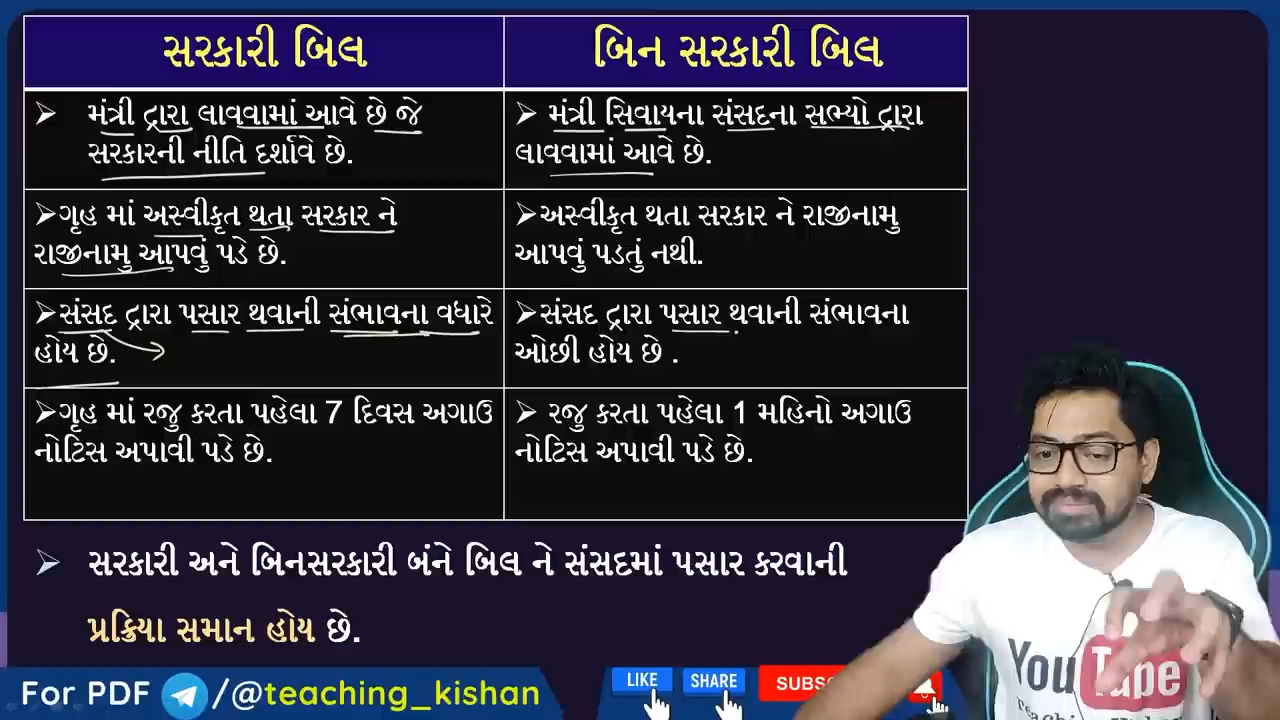 સરકારી બિલ
બિન સરકારી બિલ
➢ મંત્રી દ્રારા લાવવામાં આવે છે જે
સરકારની નીતિ દર્શાવે છે.
➢ મંત્રી સિવાયના સંસદના સભ્યો દ્રારા
લાવવામાં આવે છે.
➢ગૃહ માં અસ્વીકૃત થતા સરકાર ને
રાજીનામુ આપવું પડે છે.
➢અસ્વીકૃત થતા સરકાર ને રાજીનામુ
આપવું પડતું નથી.
➢સંસદ દ્રારા પસાર થવાની સંભાવના વધારે
હોય છે.
➢સંસદ દ્રારા પસાર થવાની સંભાવના
ઓછી હોય છે .
➢ગૃહ માં રજુ કરતા પહેલા 7 દિવસ અગાઉ
નોટિસ અપાવી પડે છે.
➢ રજુ કરતા પહેલા 1 મહિનો અગાઉ
નોટિસ અપાવી પડે છે.
➢ સરકારી અને બિનસરકારી બંને બિલ ને સંસદમાં પસાર કરવાની
પ્રક્રિયા સમાન હોય છે.
For PDF /@teaching_kishan
LIKE
SHARE
YouTube